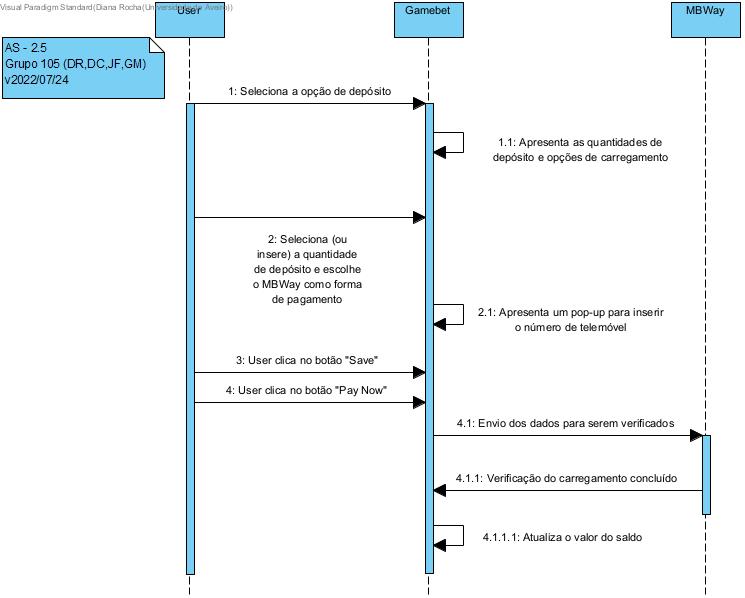 Visual Paradigm Standard(Diana Rocha(Universidade de Aveiro))
User
Gamebet
MBWay
AS - 2.5
Grupo 105 (DR,DC,JF,GM)
v2022/07/24
1: Seleciona a opção de depósito
1.1: Apresenta as quantidades de
depósito e opções de carregamento
2: Seleciona (ou
insere) a quantidade
de depósito e escolhe
o MBWay como forma
de pagamento
2.1: Apresenta um pop-up para inserir
o número de telemóvel
3: User clica no botão "Save"
4: User clica no botão "Pay Now"
4.1: Envio dos dados para serem verificados
4.1.1: Verificação do carregamento concluído
4.1.1.1: Atualiza o valor do saldo